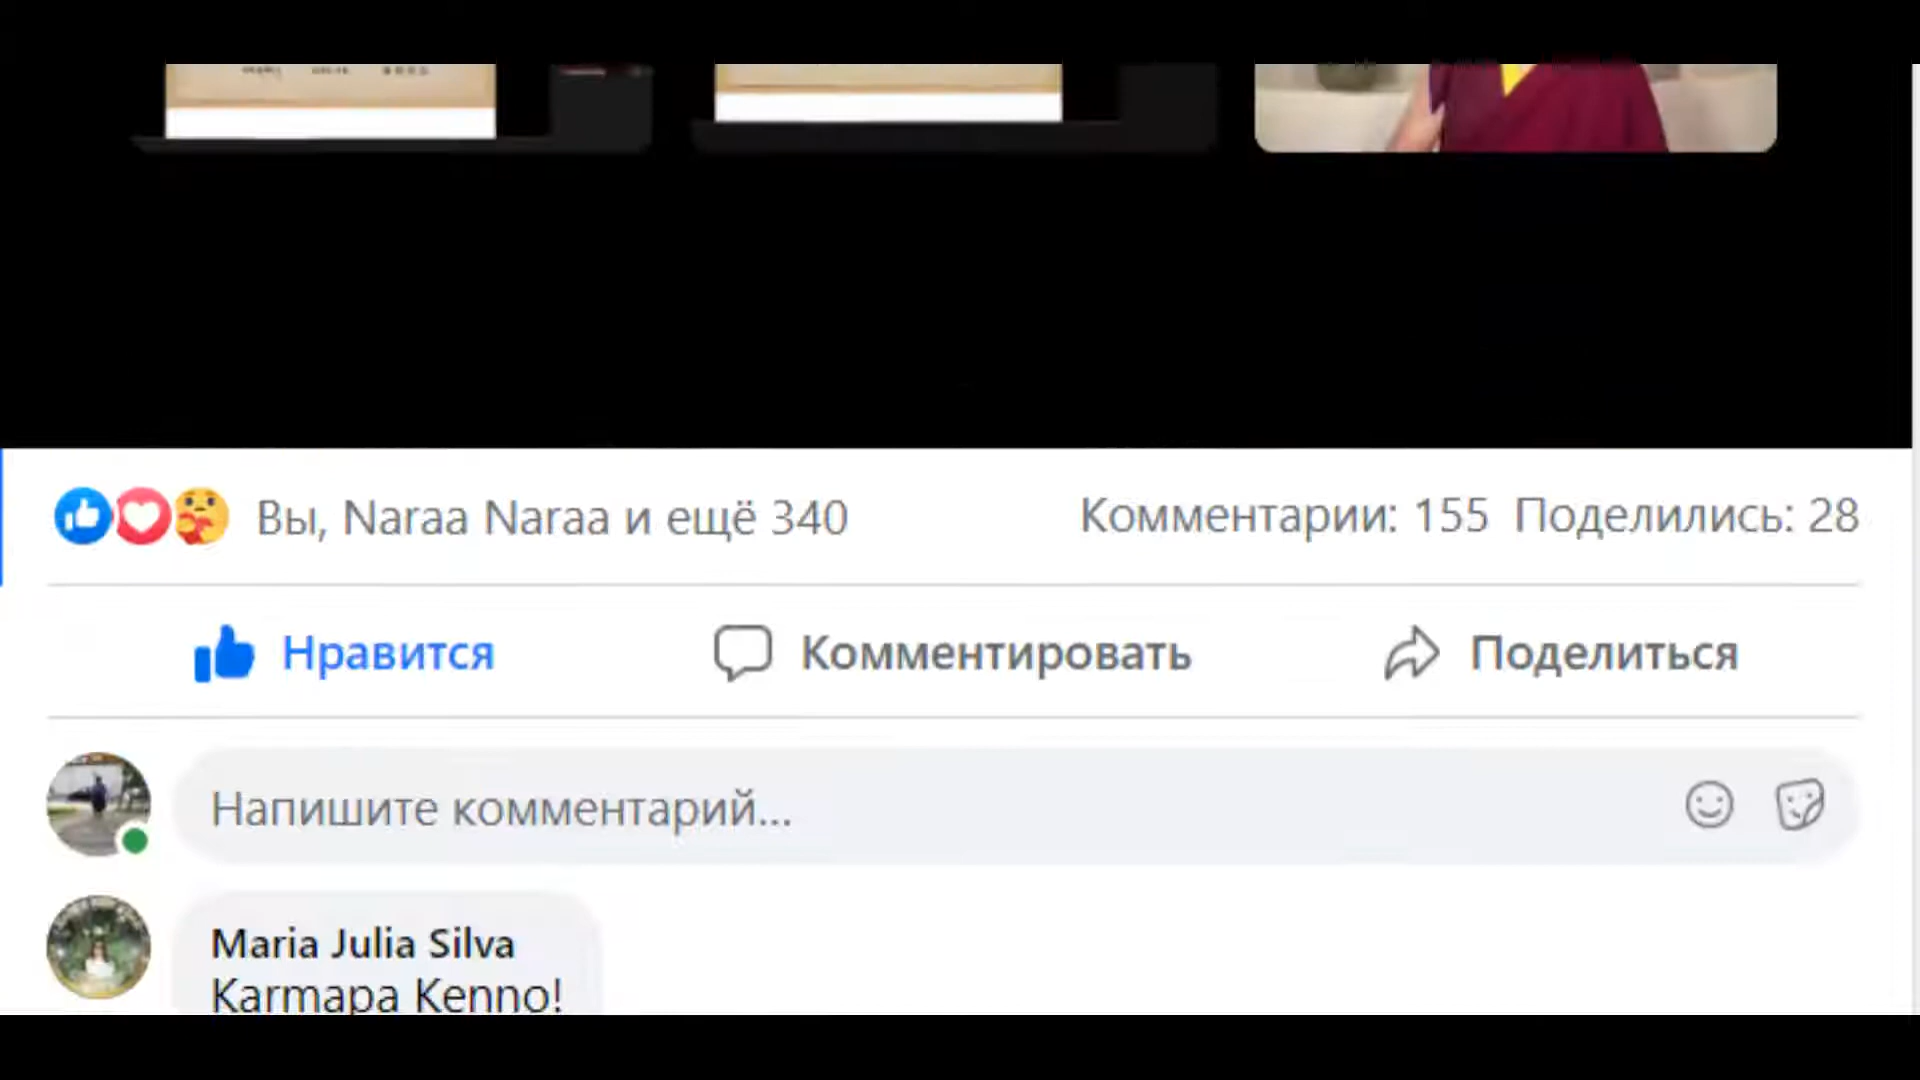 Вы, Naraa Naraa и ещё 340
Комментарии: 155 Поделились: 28
Нравится
Комментировать
Поделиться
Напишите комментарий...
Maria Julia Silva
Karmapa Kenno!